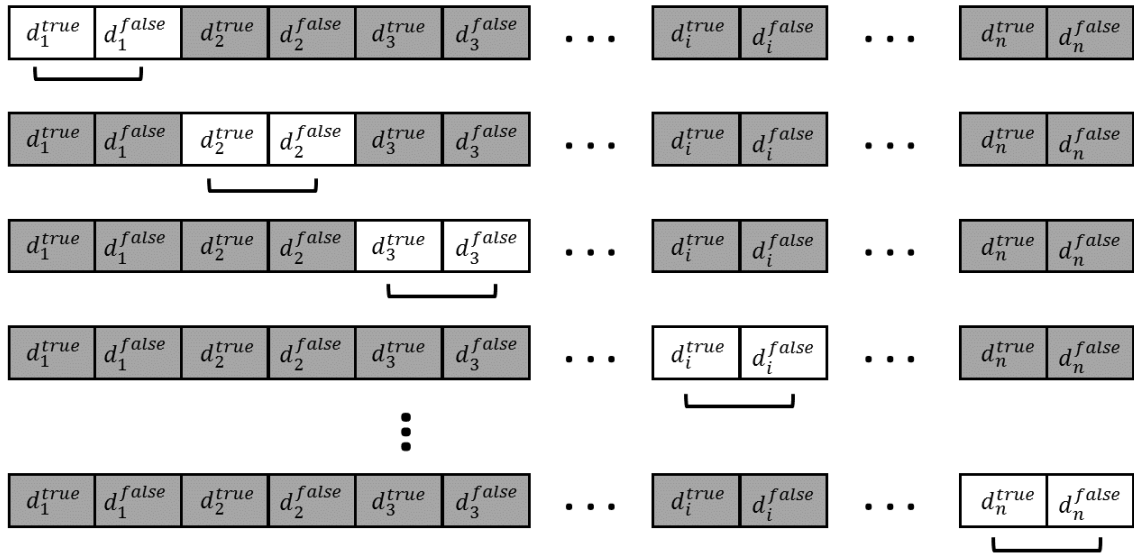 d_1^{true} d_1^{false} d_2^{true} d_2^{false} d_3^{true} d_3^{false} ... d_i^{true} d_i^{false} ... d_n^{true} d_n^{false}
d_1^{true} d_1^{false} d_2^{true} d_2^{false} d_3^{true} d_3^{false} ... d_i^{true} d_i^{false} ... d_n^{true} d_n^{false}
d_1^{true} d_1^{false} d_2^{true} d_2^{false} d_3^{true} d_3^{false} ... d_i^{true} d_i^{false} ... d_n^{true} d_n^{false}
d_1^{true} d_1^{false} d_2^{true} d_2^{false} d_3^{true} d_3^{false} ... d_i^{true} d_i^{false} ... d_n^{true} d_n^{false}
⋮
d_1^{true} d_1^{false} d_2^{true} d_2^{false} d_3^{true} d_3^{false} ... d_i^{true} d_i^{false} ... d_n^{true} d_n^{false}